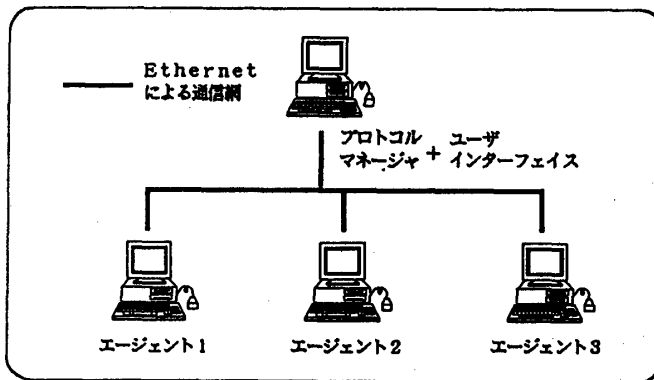 Ethernet
による通信網
プロトコル
マネージャ + ユーザ
インターフェイス
エージェント1
エージェント2
エージェント3